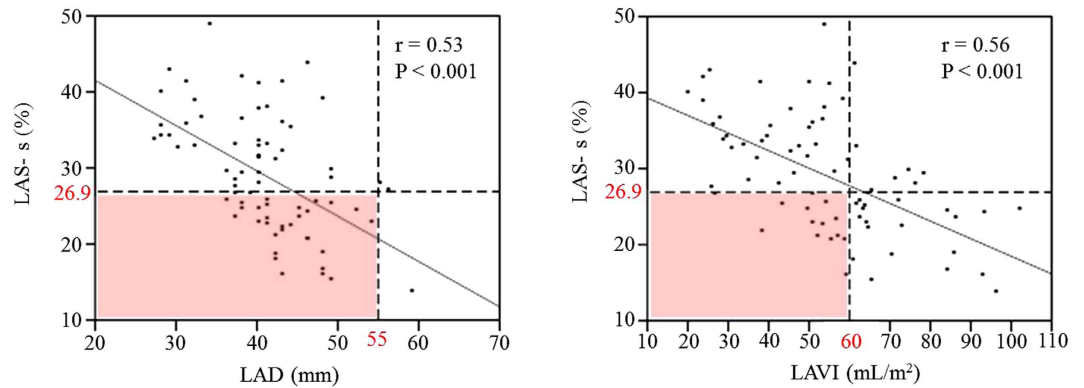 50
40
30
26.9
20
10
LAS- s (%)
r = 0.53
P < 0.001
20 30 40 50 55 60 70
LAD (mm)
50
40
30
26.9
20
10
LAS- s (%)
r = 0.56
P < 0.001
10 20 30 40 50 60 70 80 90 100 110
LAVI (mL/m²)